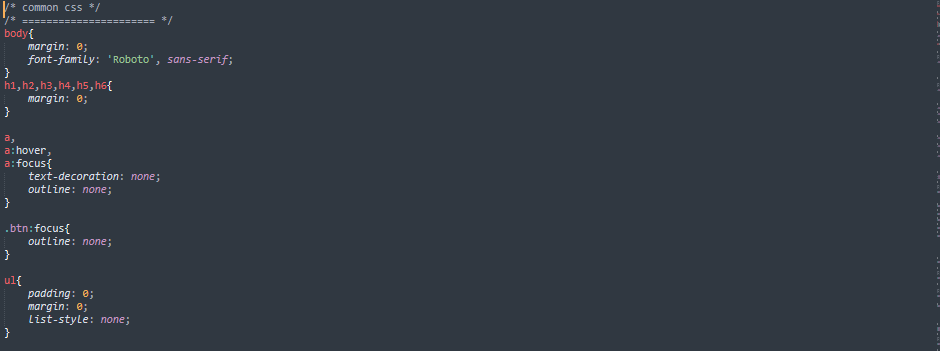 /* common css */
/* ====================== */
body{
    margin: 0;
    font-family: 'Roboto', sans-serif;
}
h1,h2,h3,h4,h5,h6{
    margin: 0;
}

a,
a:hover,
a:focus{
    text-decoration: none;
    outline: none;
}

.btn:focus{
    outline: none;
}

ul{
    padding: 0;
    margin: 0;
    list-style: none;
}